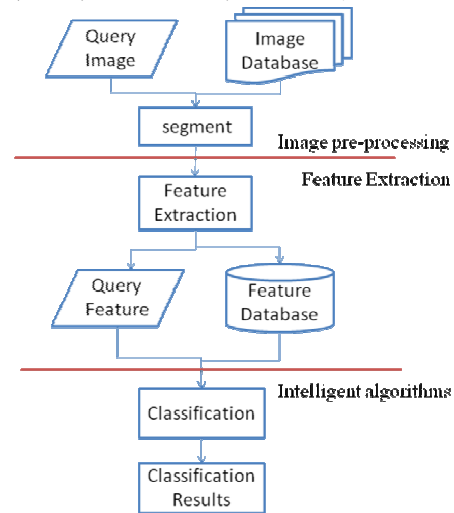 Query
Image
Image
Database
segment
Image pre-processing
Feature Extraction
Feature
Extraction
Query
Feature
Feature
Database
Intelligent algorithms
Classification
Classification
Results